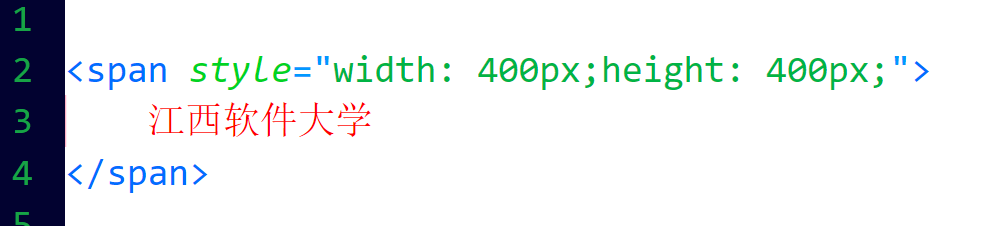 1
2 <span style="width: 400px;height: 400px;">
3 江西软件大学
4 </span>
5